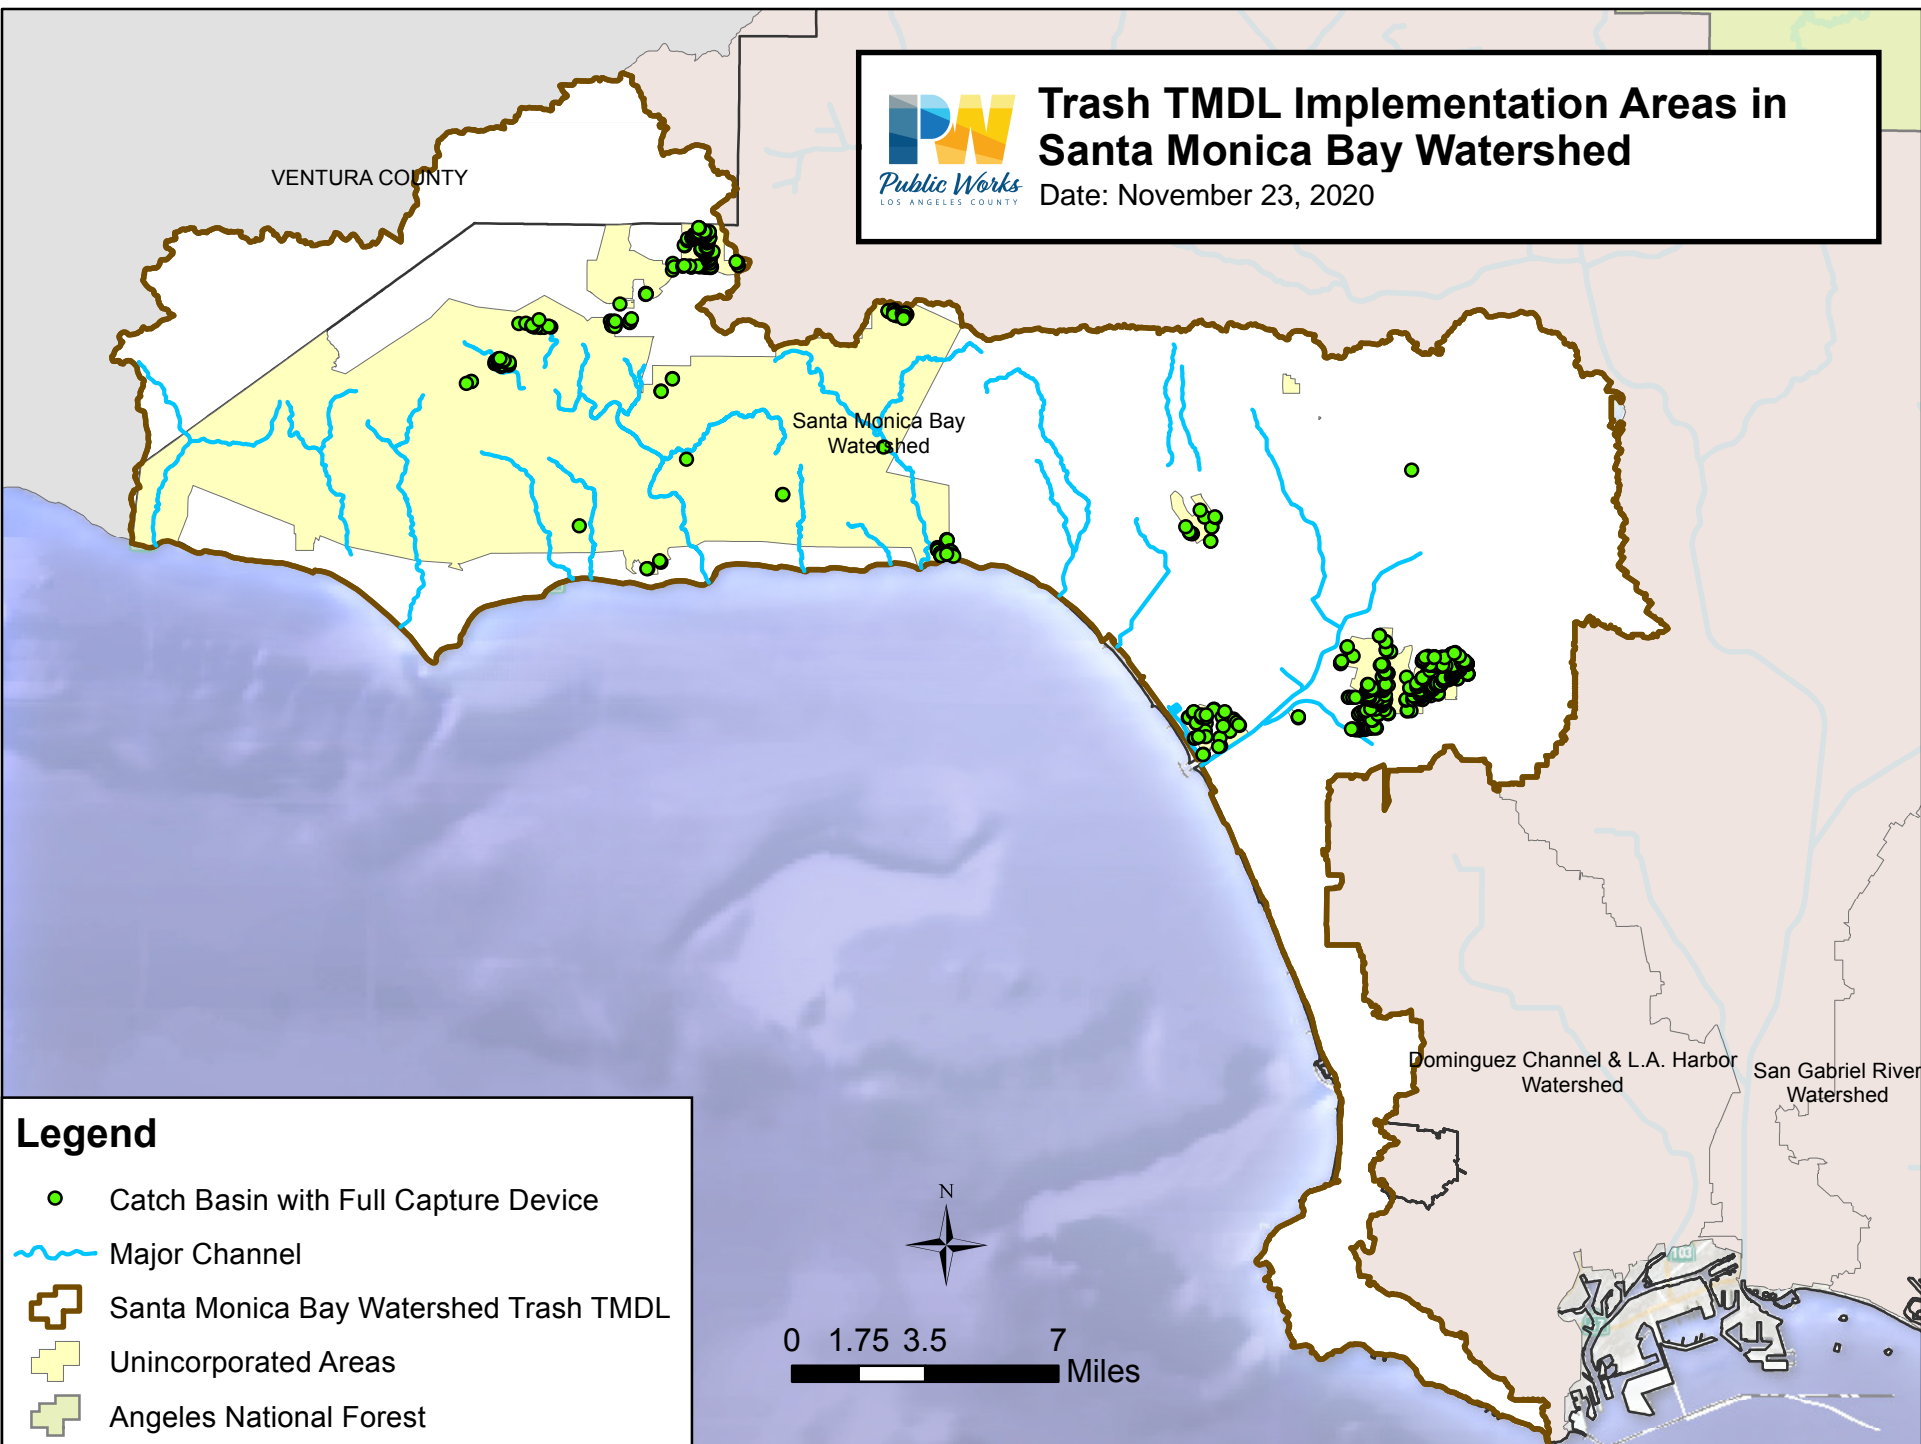 PW
Public Works
LOS ANGELES COUNTY
Trash TMDL Implementation Areas in
Santa Monica Bay Watershed
Date: November 23, 2020
VENTURA COUNTY
Santa Monica Bay
Watershed
Dominguez Channel & L.A. Harbor
Watershed
San Gabriel River
Watershed
103
Legend
Catch Basin with Full Capture Device
Major Channel
Santa Monica Bay Watershed Trash TMDL
Unincorporated Areas
Angeles National Forest
N
0 1.75 3.5 7
Miles